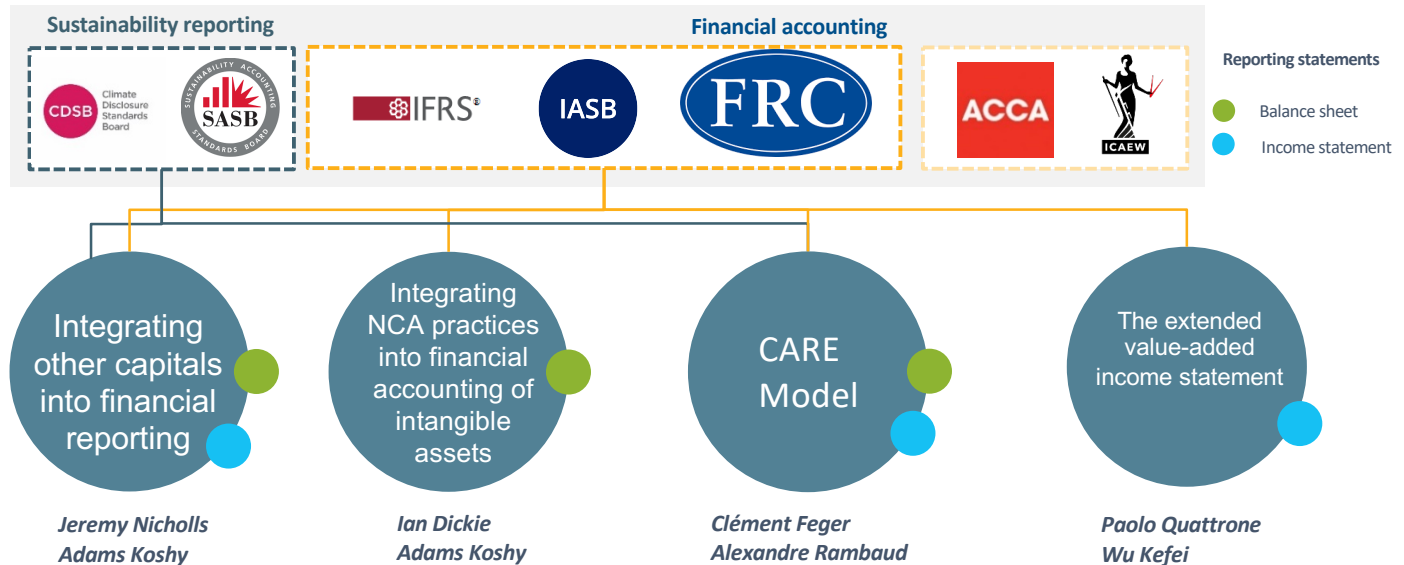 Sustainability reporting
Financial accounting
CDSB
Climate
Disclosure
Standards
Board
SUSTAINABILITY ACCOUNTING
SASB
STANDARDS BOARD
IFRS®
IASB
FRC
ACCA
ICAEW
Reporting statements
Balance sheet
Income statement
Integrating
other capitals
into financial
reporting
Integrating
NCA practices
into financial
accounting of
intangible
assets
CARE
Model
The extended
value-added
income statement
Jeremy Nicholls
Adams Koshy
Ian Dickie
Adams Koshy
Clément Feger
Alexandre Rambaud
Paolo Quattrone
Wu Kefei